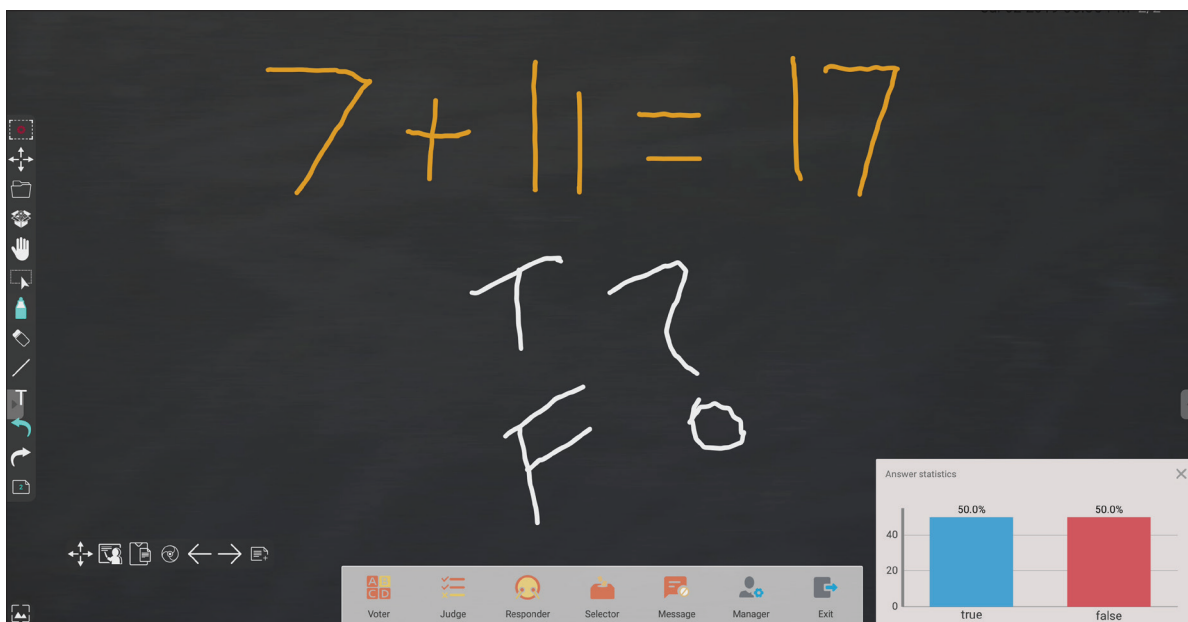 7 + 11 = 17
T ?
F
Answer statistics
50.0% 50.0%
40
20
0
true false
A B
C D
Voter Judge Responder Selector Message Manager Exit
T
2